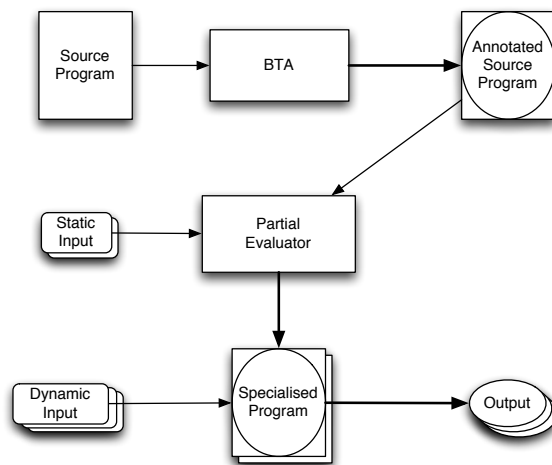 Source
Program
BTA
Annotated
Source
Program
Static
Input
Partial
Evaluator
Dynamic
Input
Specialised
Program
Output